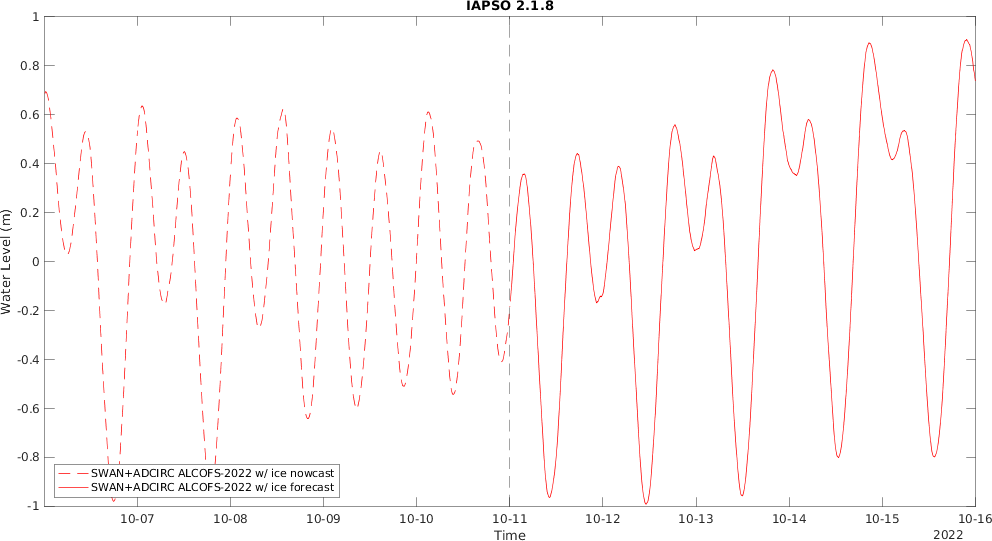 IAPSO 2.1.8
Water Level (m)
1
0.8
0.6
0.4
0.2
0
-0.2
-0.4
-0.6
-0.8
-1
SWAN+ADCIRC ALCOFS-2022 w/ ice nowcast
SWAN+ADCIRC ALCOFS-2022 w/ ice forecast
10-07 10-08 10-09 10-10 10-11 10-12 10-13 10-14 10-15 10-16
Time
2022